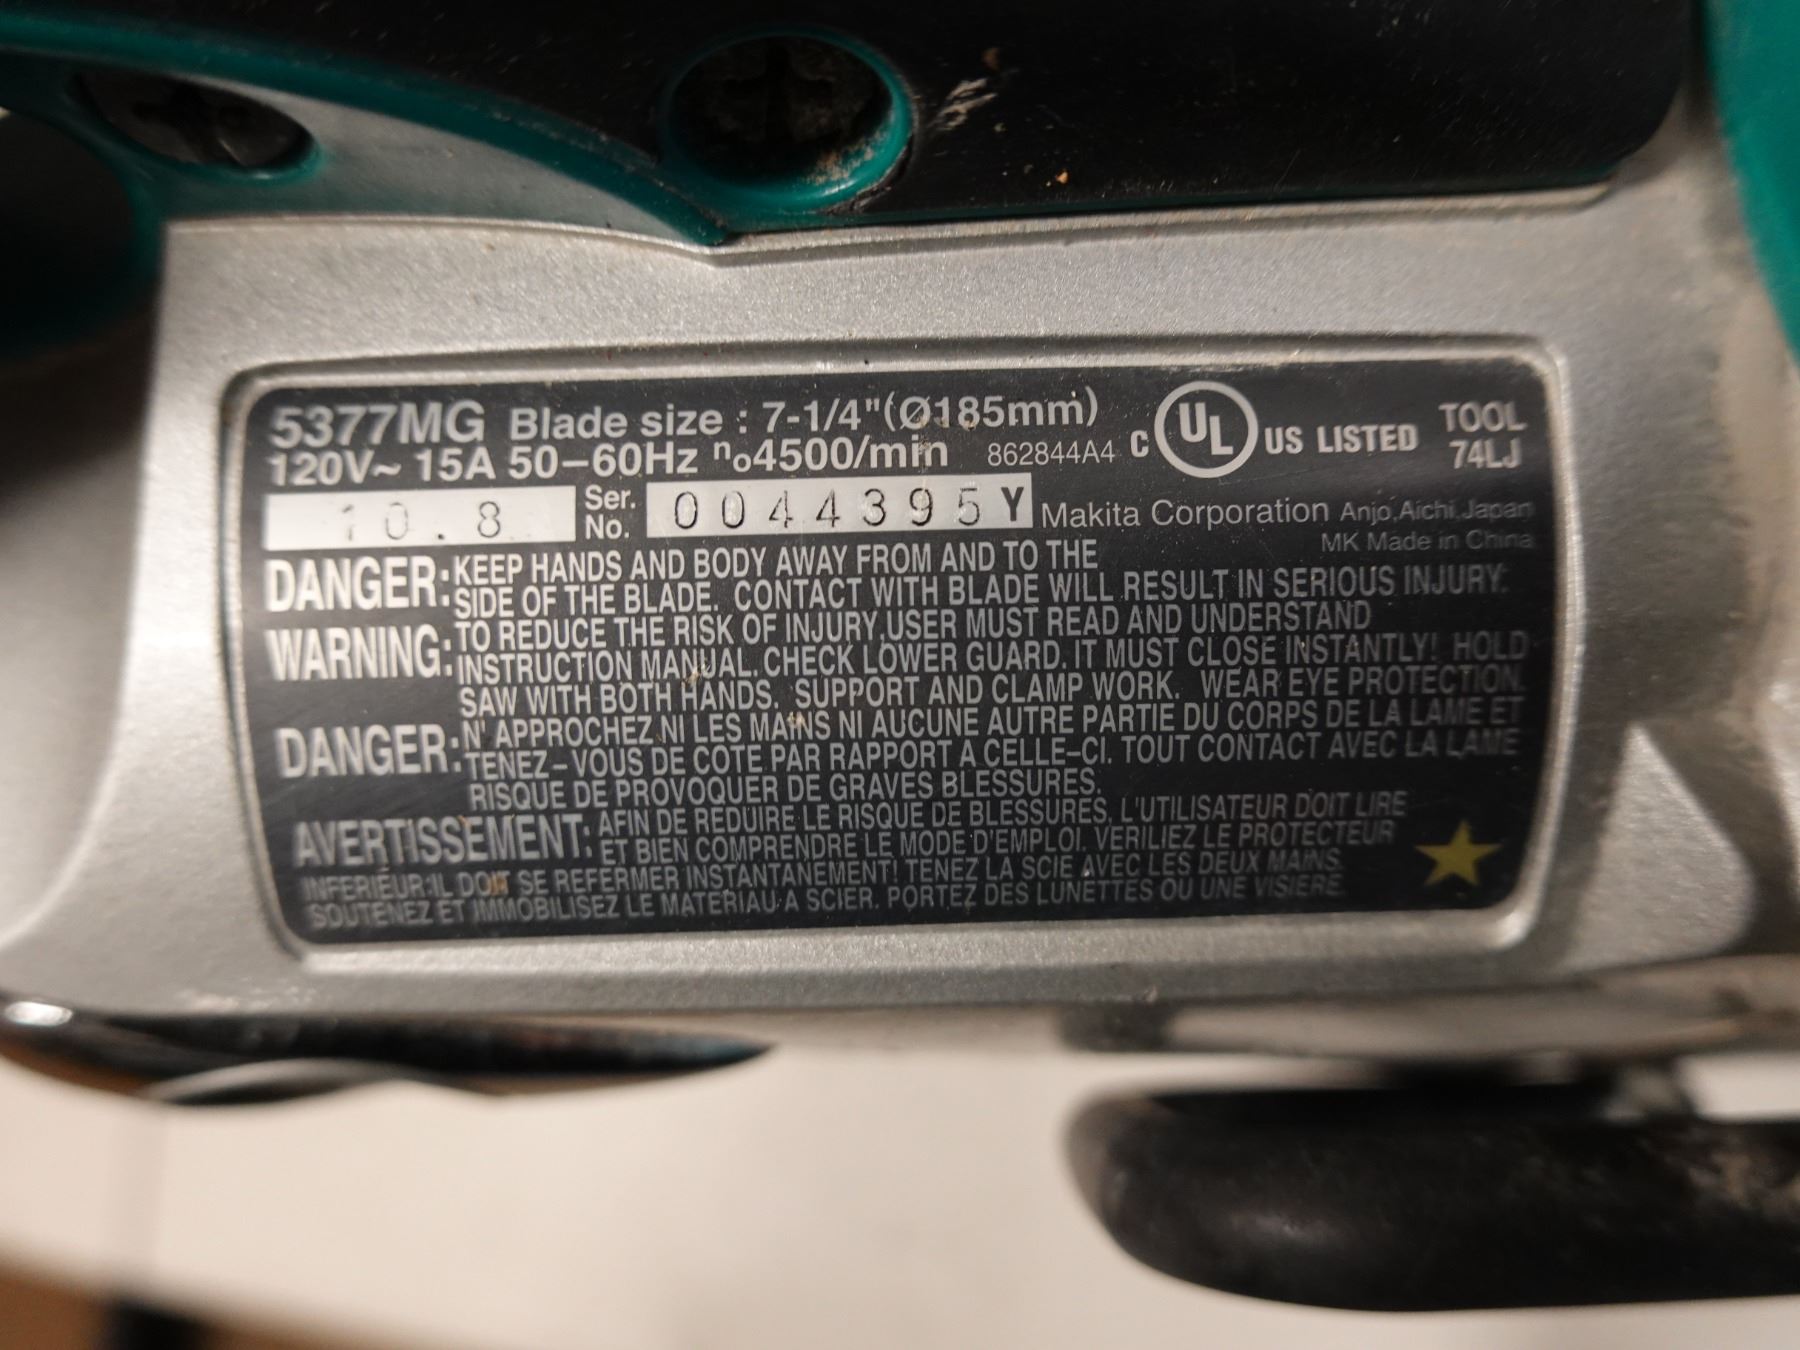 5377MG Blade size : 7-1/4"(Ø185mm)
120V~ 15A 50-60Hz no4500/min 862844A4 C UL US LISTED TOOL 74LJ
10.8 Ser. No. 0044395Y Makita Corporation Anjo,Aichi,Japan
MK Made in China
DANGER: KEEP HANDS AND BODY AWAY FROM AND TO THE
SIDE OF THE BLADE. CONTACT WITH BLADE WILL RESULT IN SERIOUS INJURY.
WARNING: TO REDUCE THE RISK OF INJURY,USER MUST READ AND UNDERSTAND
INSTRUCTION MANUAL. CHECK LOWER GUARD. IT MUST CLOSE INSTANTLY! HOLD
SAW WITH BOTH HANDS. SUPPORT AND CLAMP WORK. WEAR EYE PROTECTION.
DANGER: N' APPROCHEZ NI LES MAINS NI AUCUNE AUTRE PARTIE DU CORPS DE LA LAME ET
TENEZ-VOUS DE COTE PAR RAPPORT A CELLE-CI. TOUT CONTACT AVEC LA LAME
RISQUE DE PROVOQUER DE GRAVES BLESSURES.
AVERTISSEMENT: AFIN DE REDUIRE LE RISQUE DE BLESSURES, L'UTILISATEUR DOIT LIRE
ET BIEN COMPRENDRE LE MODE D'EMPLOI. VERILIEZ LE PROTECTEUR
INFERIEUR:IL DOIT SE REFERMER INSTANTANEMENT! TENEZ LA SCIE AVEC LES DEUX MAINS.
SOUTENEZ ET IMMOBILISEZ LE MATERIAU A SCIER. PORTEZ DES LUNETTES OU UNE VISIERE.